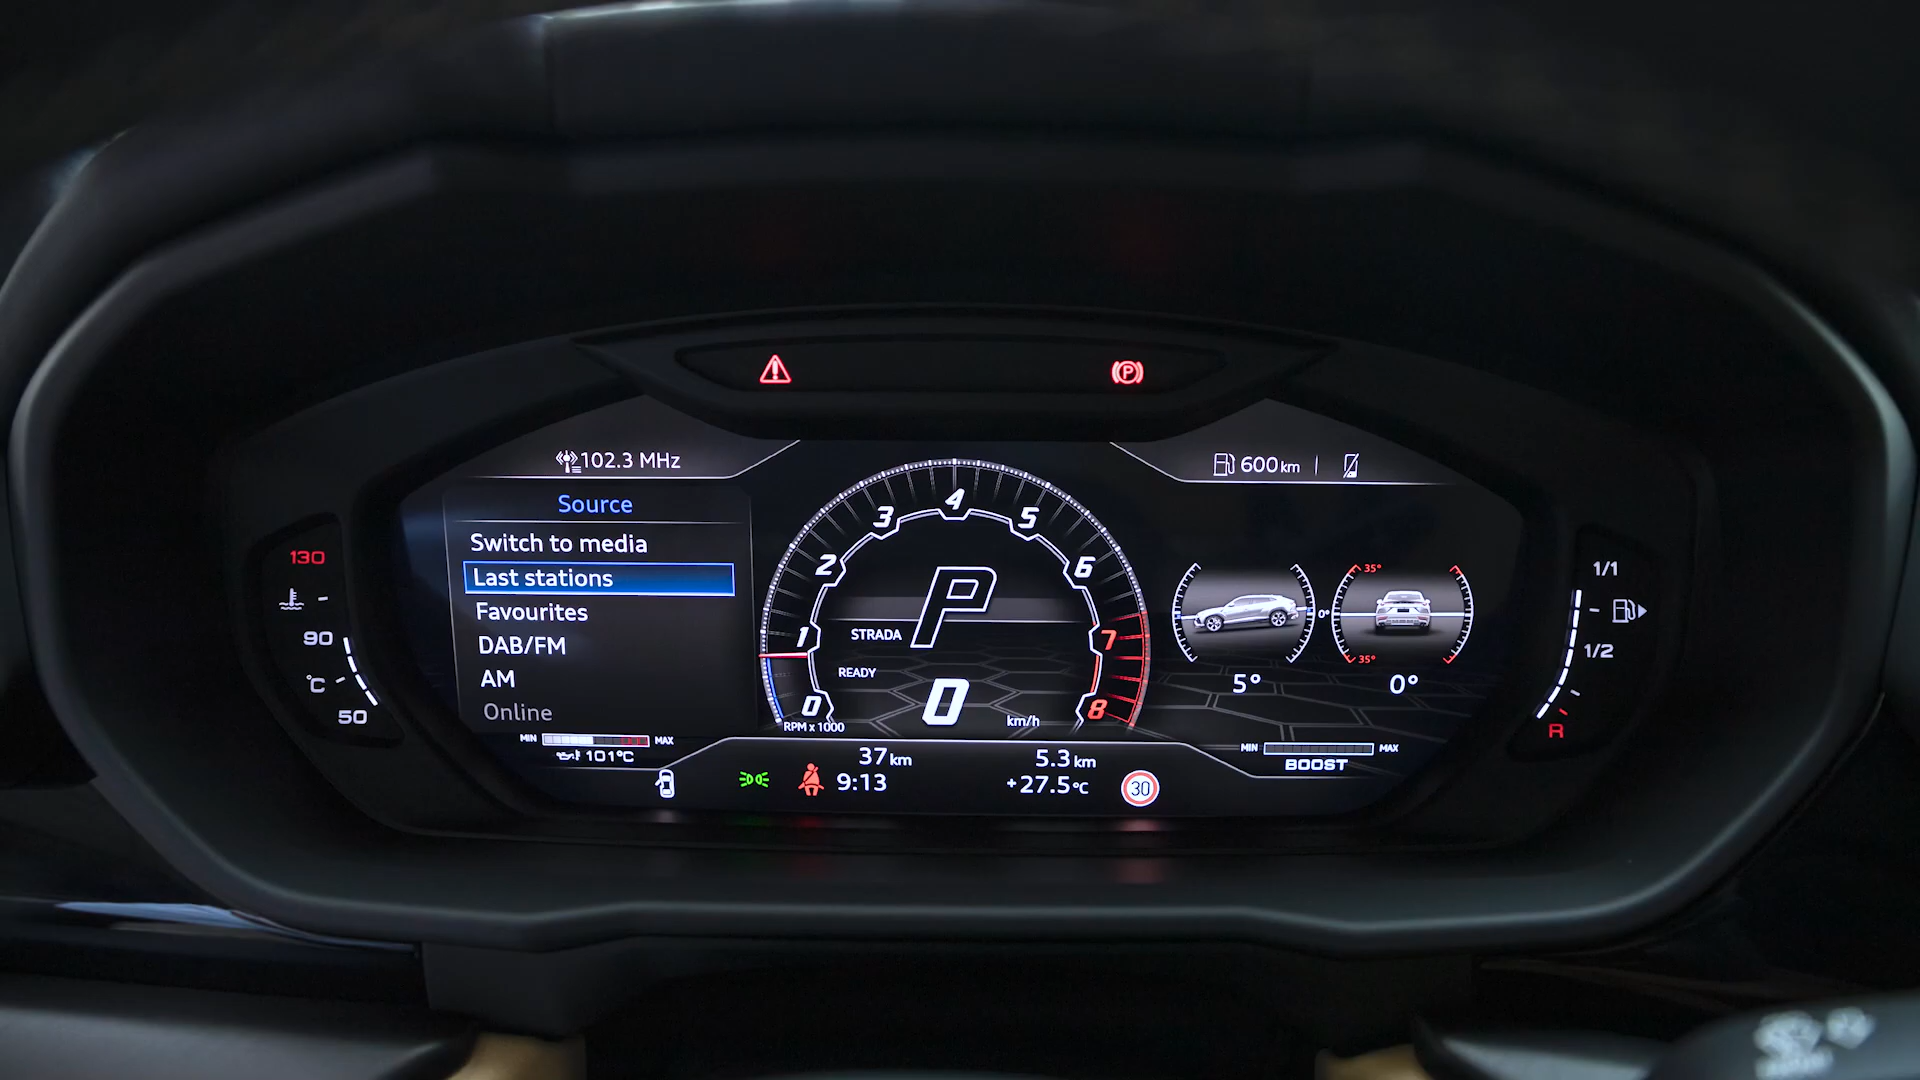 102.3 MHz
600 km
Source
Switch to media
Last stations
Favourites
DAB/FM
AM
Online
MIN MAX
101°C
130
90
°C
50
0
1
2
3
4
5
6
7
8
RPM x 1000
P
STRADA
READY
0
km/h
35°
0°
35°
5°
0°
MIN MAX
BOOST
1/1
1/2
R
37 km
5.3 km
9:13
+27.5°C
30
P